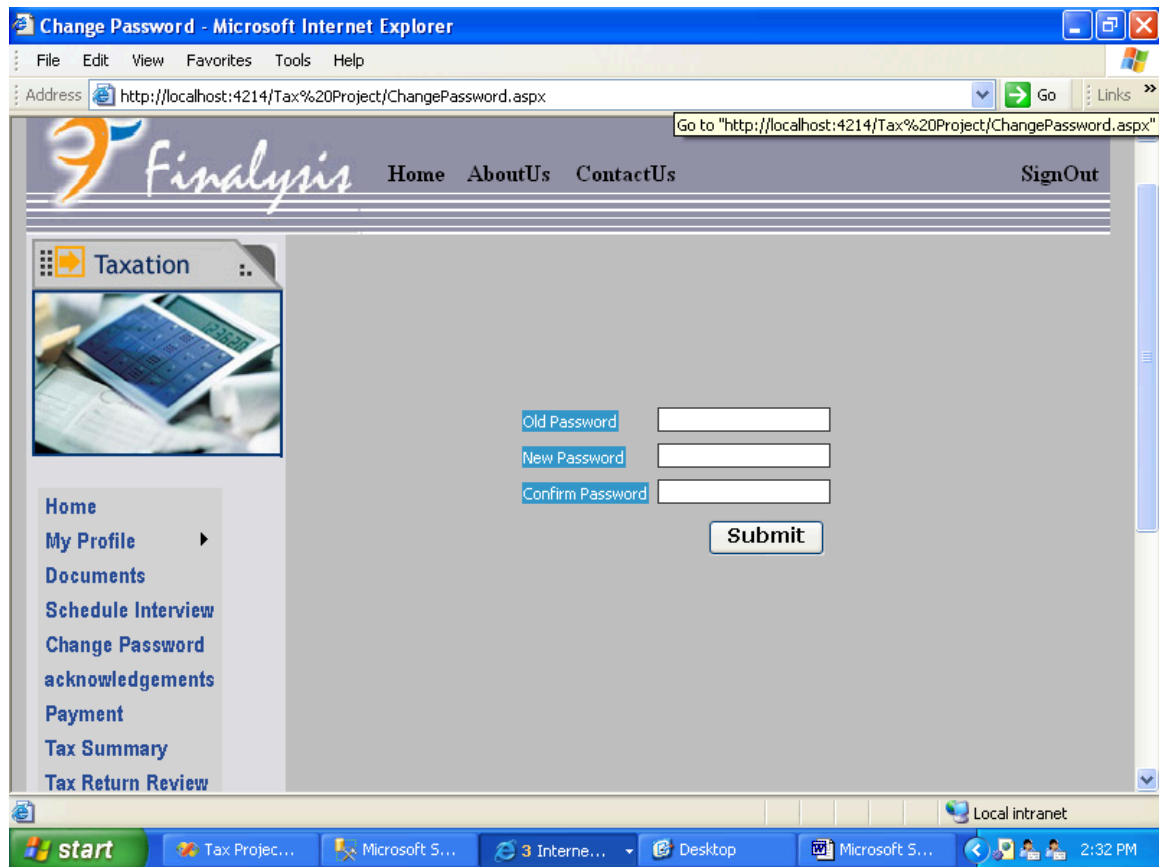 Change Password - Microsoft Internet Explorer
File Edit View Favorites Tools Help
Address http://localhost:4214/Tax%20Project/ChangePassword.aspx Go Links »
Go to "http://localhost:4214/Tax%20Project/ChangePassword.aspx"
Finalysis Home AboutUs ContactUs SignOut
Taxation
Old Password
New Password
Confirm Password
Submit
Home
My Profile
Documents
Schedule Interview
Change Password
acknowledgements
Payment
Tax Summary
Tax Return Review
Local intranet
start Tax Projec... Microsoft S... 3 Interne... Desktop Microsoft S... 2:32 PM